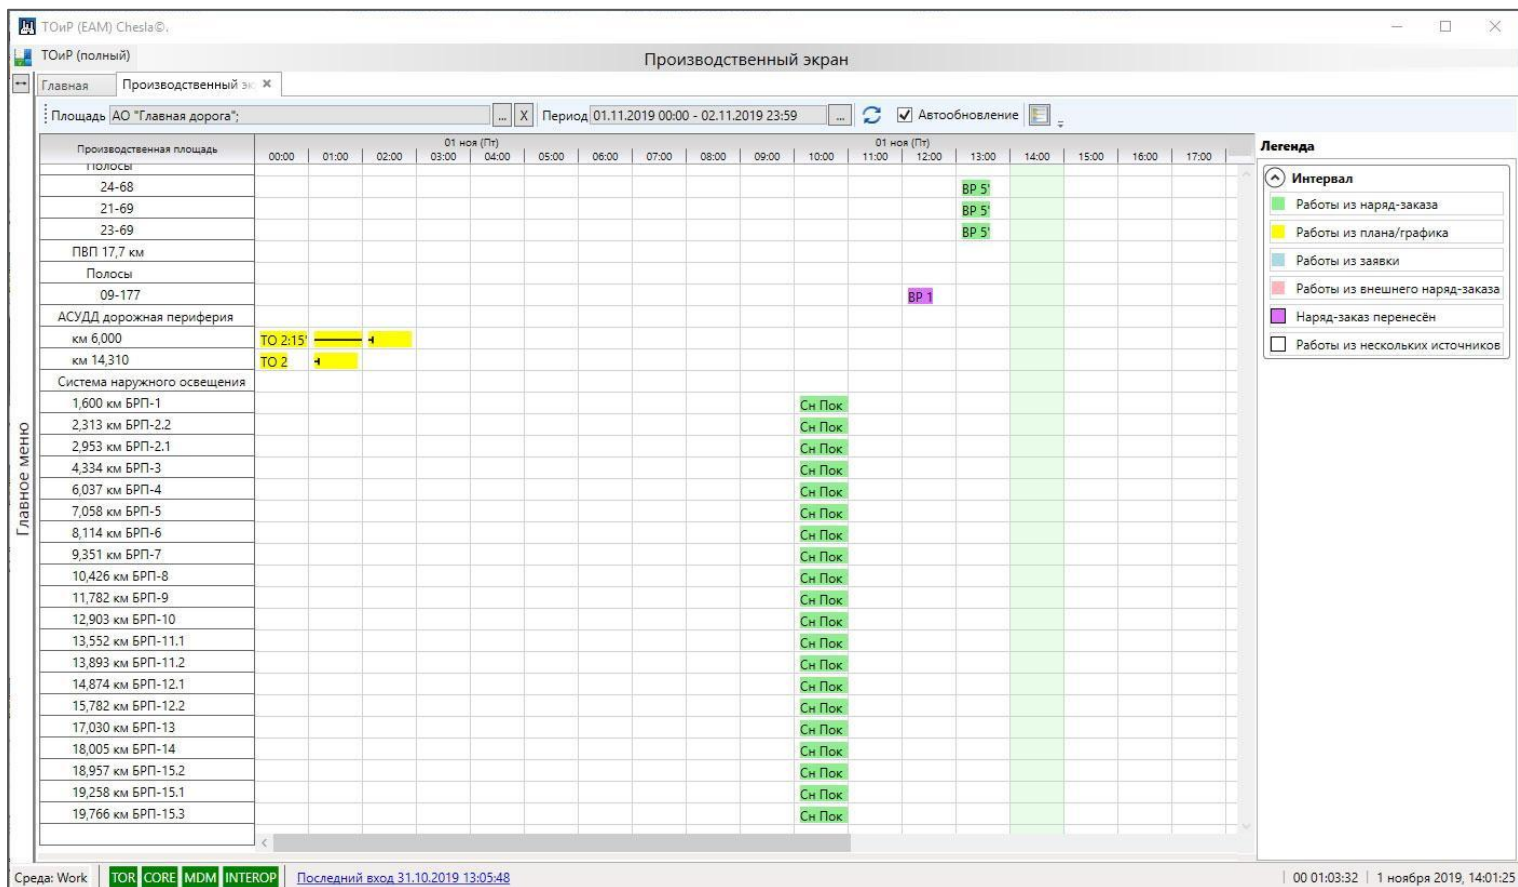 ТОиР (EAM) Chesla©.
ТОиР (полный)
Производственный экран
Главная Производственный эк
Площадь АО "Главная дорога"; ... X Период 01.11.2019 00:00 - 02.11.2019 23:59 ... Автообновление
Производственная площадь
01 ноя (Пт) 01 ноя (Пт)
00:00 01:00 02:00 03:00 04:00 05:00 06:00 07:00 08:00 09:00 10:00 11:00 12:00 13:00 14:00 15:00 16:00 17:00
Полосы
24-68 ВР 5'
21-69 ВР 5'
23-69 ВР 5'
ПВП 17,7 км
Полосы
09-177 ВР 1
АСУДД дорожная периферия
км 6,000 ТО 2:15'
км 14,310 ТО 2
Система наружного освещения
1,600 км БРП-1 Сн Пок
2,313 км БРП-2.2 Сн Пок
2,953 км БРП-2.1 Сн Пок
4,334 км БРП-3 Сн Пок
6,037 км БРП-4 Сн Пок
7,058 км БРП-5 Сн Пок
8,114 км БРП-6 Сн Пок
9,351 км БРП-7 Сн Пок
10,426 км БРП-8 Сн Пок
11,782 км БРП-9 Сн Пок
12,903 км БРП-10 Сн Пок
13,552 км БРП-11.1 Сн Пок
13,893 км БРП-11.2 Сн Пок
14,874 км БРП-12.1 Сн Пок
15,782 км БРП-12.2 Сн Пок
17,030 км БРП-13 Сн Пок
18,005 км БРП-14 Сн Пок
18,957 км БРП-15.2 Сн Пок
19,258 км БРП-15.1 Сн Пок
19,766 км БРП-15.3 Сн Пок
Главное меню
Легенда
Интервал
Работы из наряд-заказа
Работы из плана/графика
Работы из заявки
Работы из внешнего наряд-заказа
Наряд-заказ перенесён
Работы из нескольких источников
Среда: Work TOR CORE MDM INTEROP Последний вход 31.10.2019 13:05:48 00 01:03:32 1 ноября 2019, 14:01:25